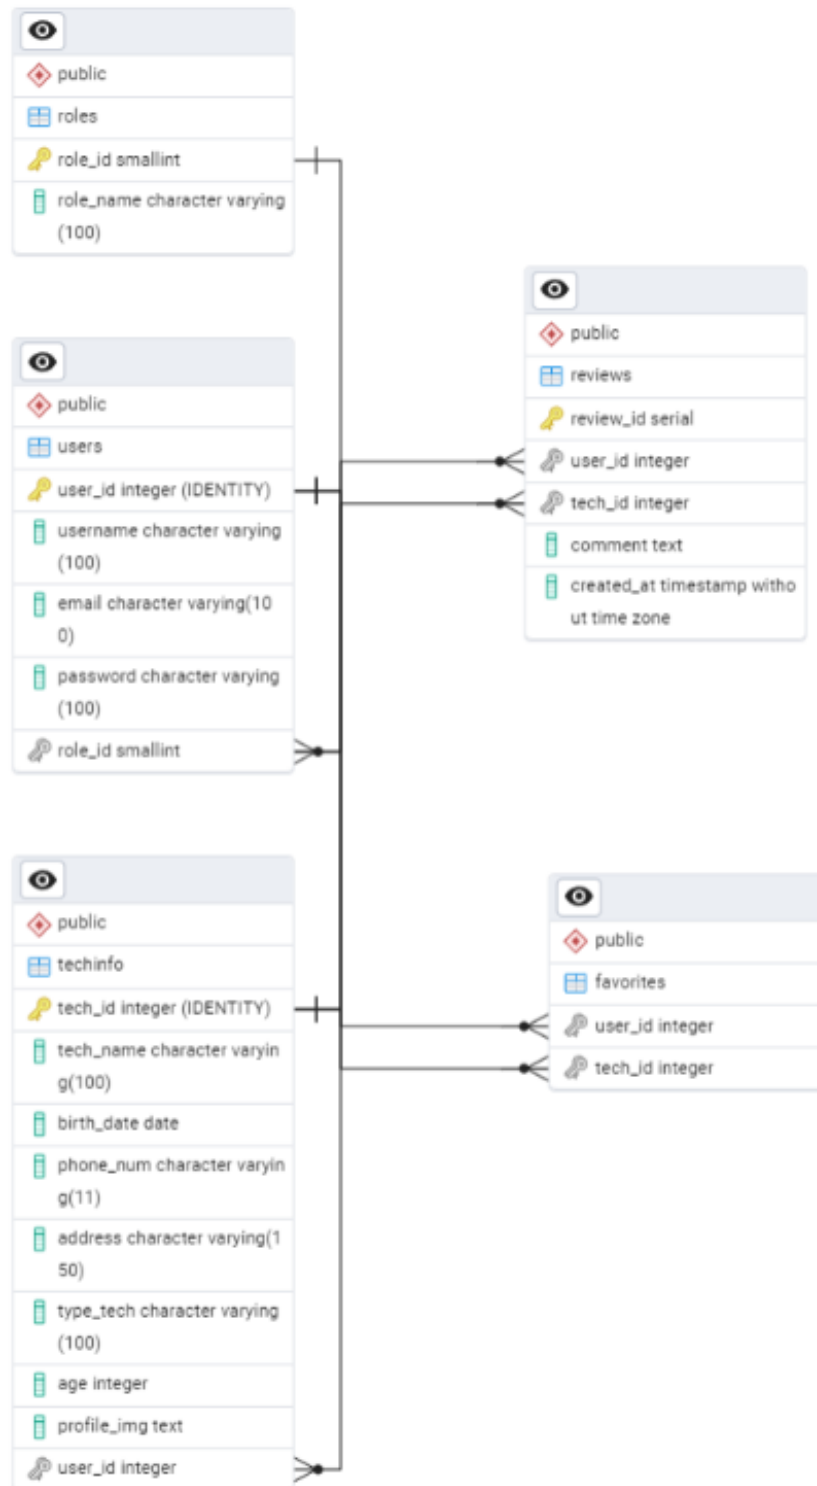 public
roles
role_id smallint
role_name character varying
(100)
public
users
user_id integer (IDENTITY)
username character varying
(100)
email character varying(10
0)
password character varying
(100)
role_id smallint
public
techinfo
tech_id integer (IDENTITY)
tech_name character varyin
g(100)
birth_date date
phone_num character varyin
g(11)
address character varying(1
50)
type_tech character varying
(100)
age integer
profile_img text
user_id integer
public
reviews
review_id serial
user_id integer
tech_id integer
comment text
created_at timestamp witho
ut time zone
public
favorites
user_id integer
tech_id integer